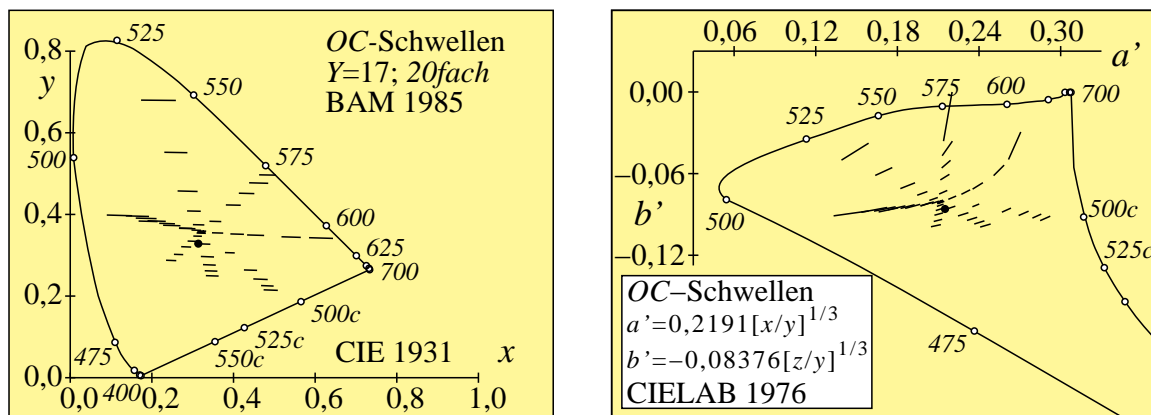 0,8
y
0,6
0,4
0,2
0,0
0,0 0,2 0,4 0,6 0,8 1,0
x
525
550
575
600
625
700
500
475
400
500c
525c
550c
OC-Schwellen
Y=17; 20fach
BAM 1985
CIE 1931
0,06 0,12 0,18 0,24 0,30
a’
0,00
−0,06
b’
−0,12
525
550
575
600
700
500
475
500c
525c
OC−Schwellen
a’=0,2191[x/y]1/3
b’=−0,08376[z/y]1/3
CIELAB 1976